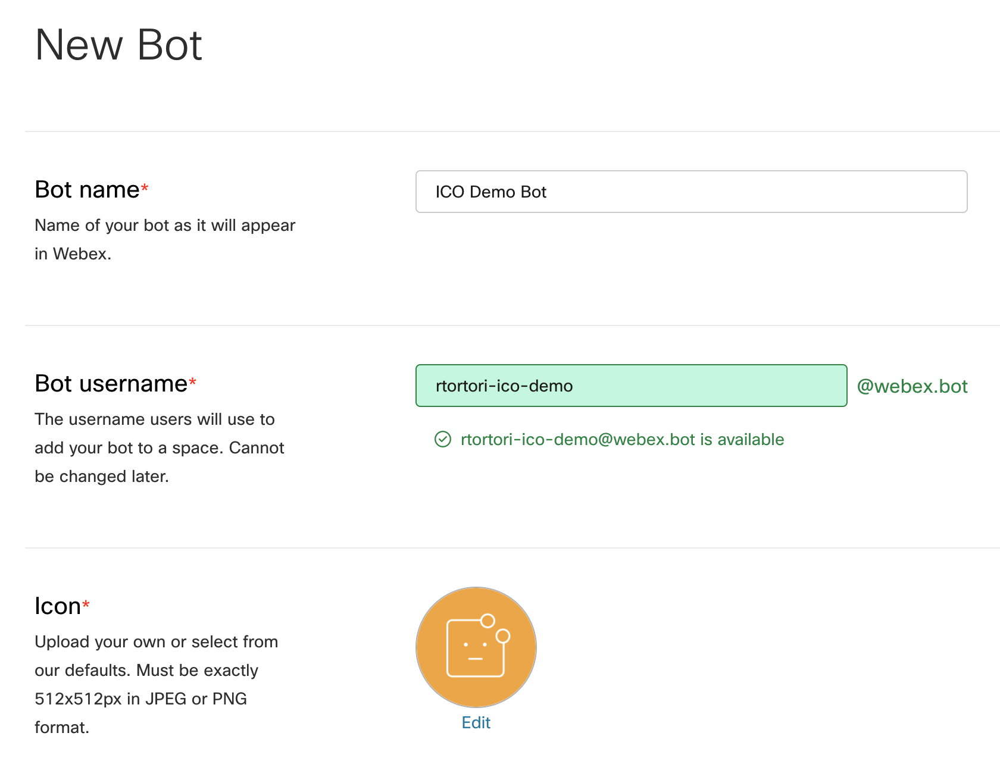 New Bot
Bot name*
ICO Demo Bot
Name of your bot as it will appear
in Webex.
Bot username*
rtortori-ico-demo
@webex.bot
The username users will use to
add your bot to a space. Cannot
be changed later.
rtortori-ico-demo@webex.bot is available
Icon*
Upload your own or select from
our defaults. Must be exactly
512x512px in JPEG or PNG
format.
Edit